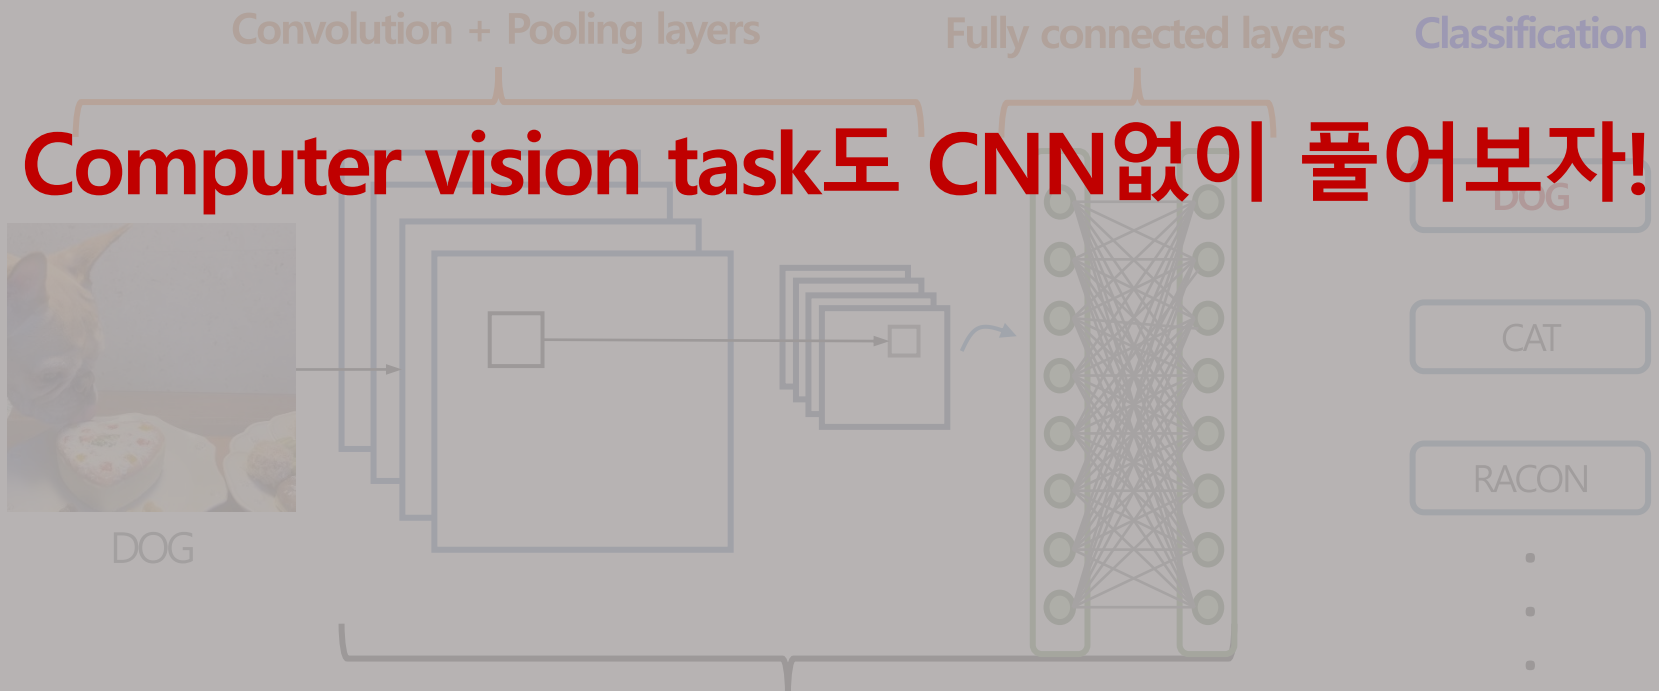 Convolution + Pooling layers
Fully connected layers
Classification
Computer vision task도 CNN없이 풀어보자!
DOG
CAT
RACON
DOG